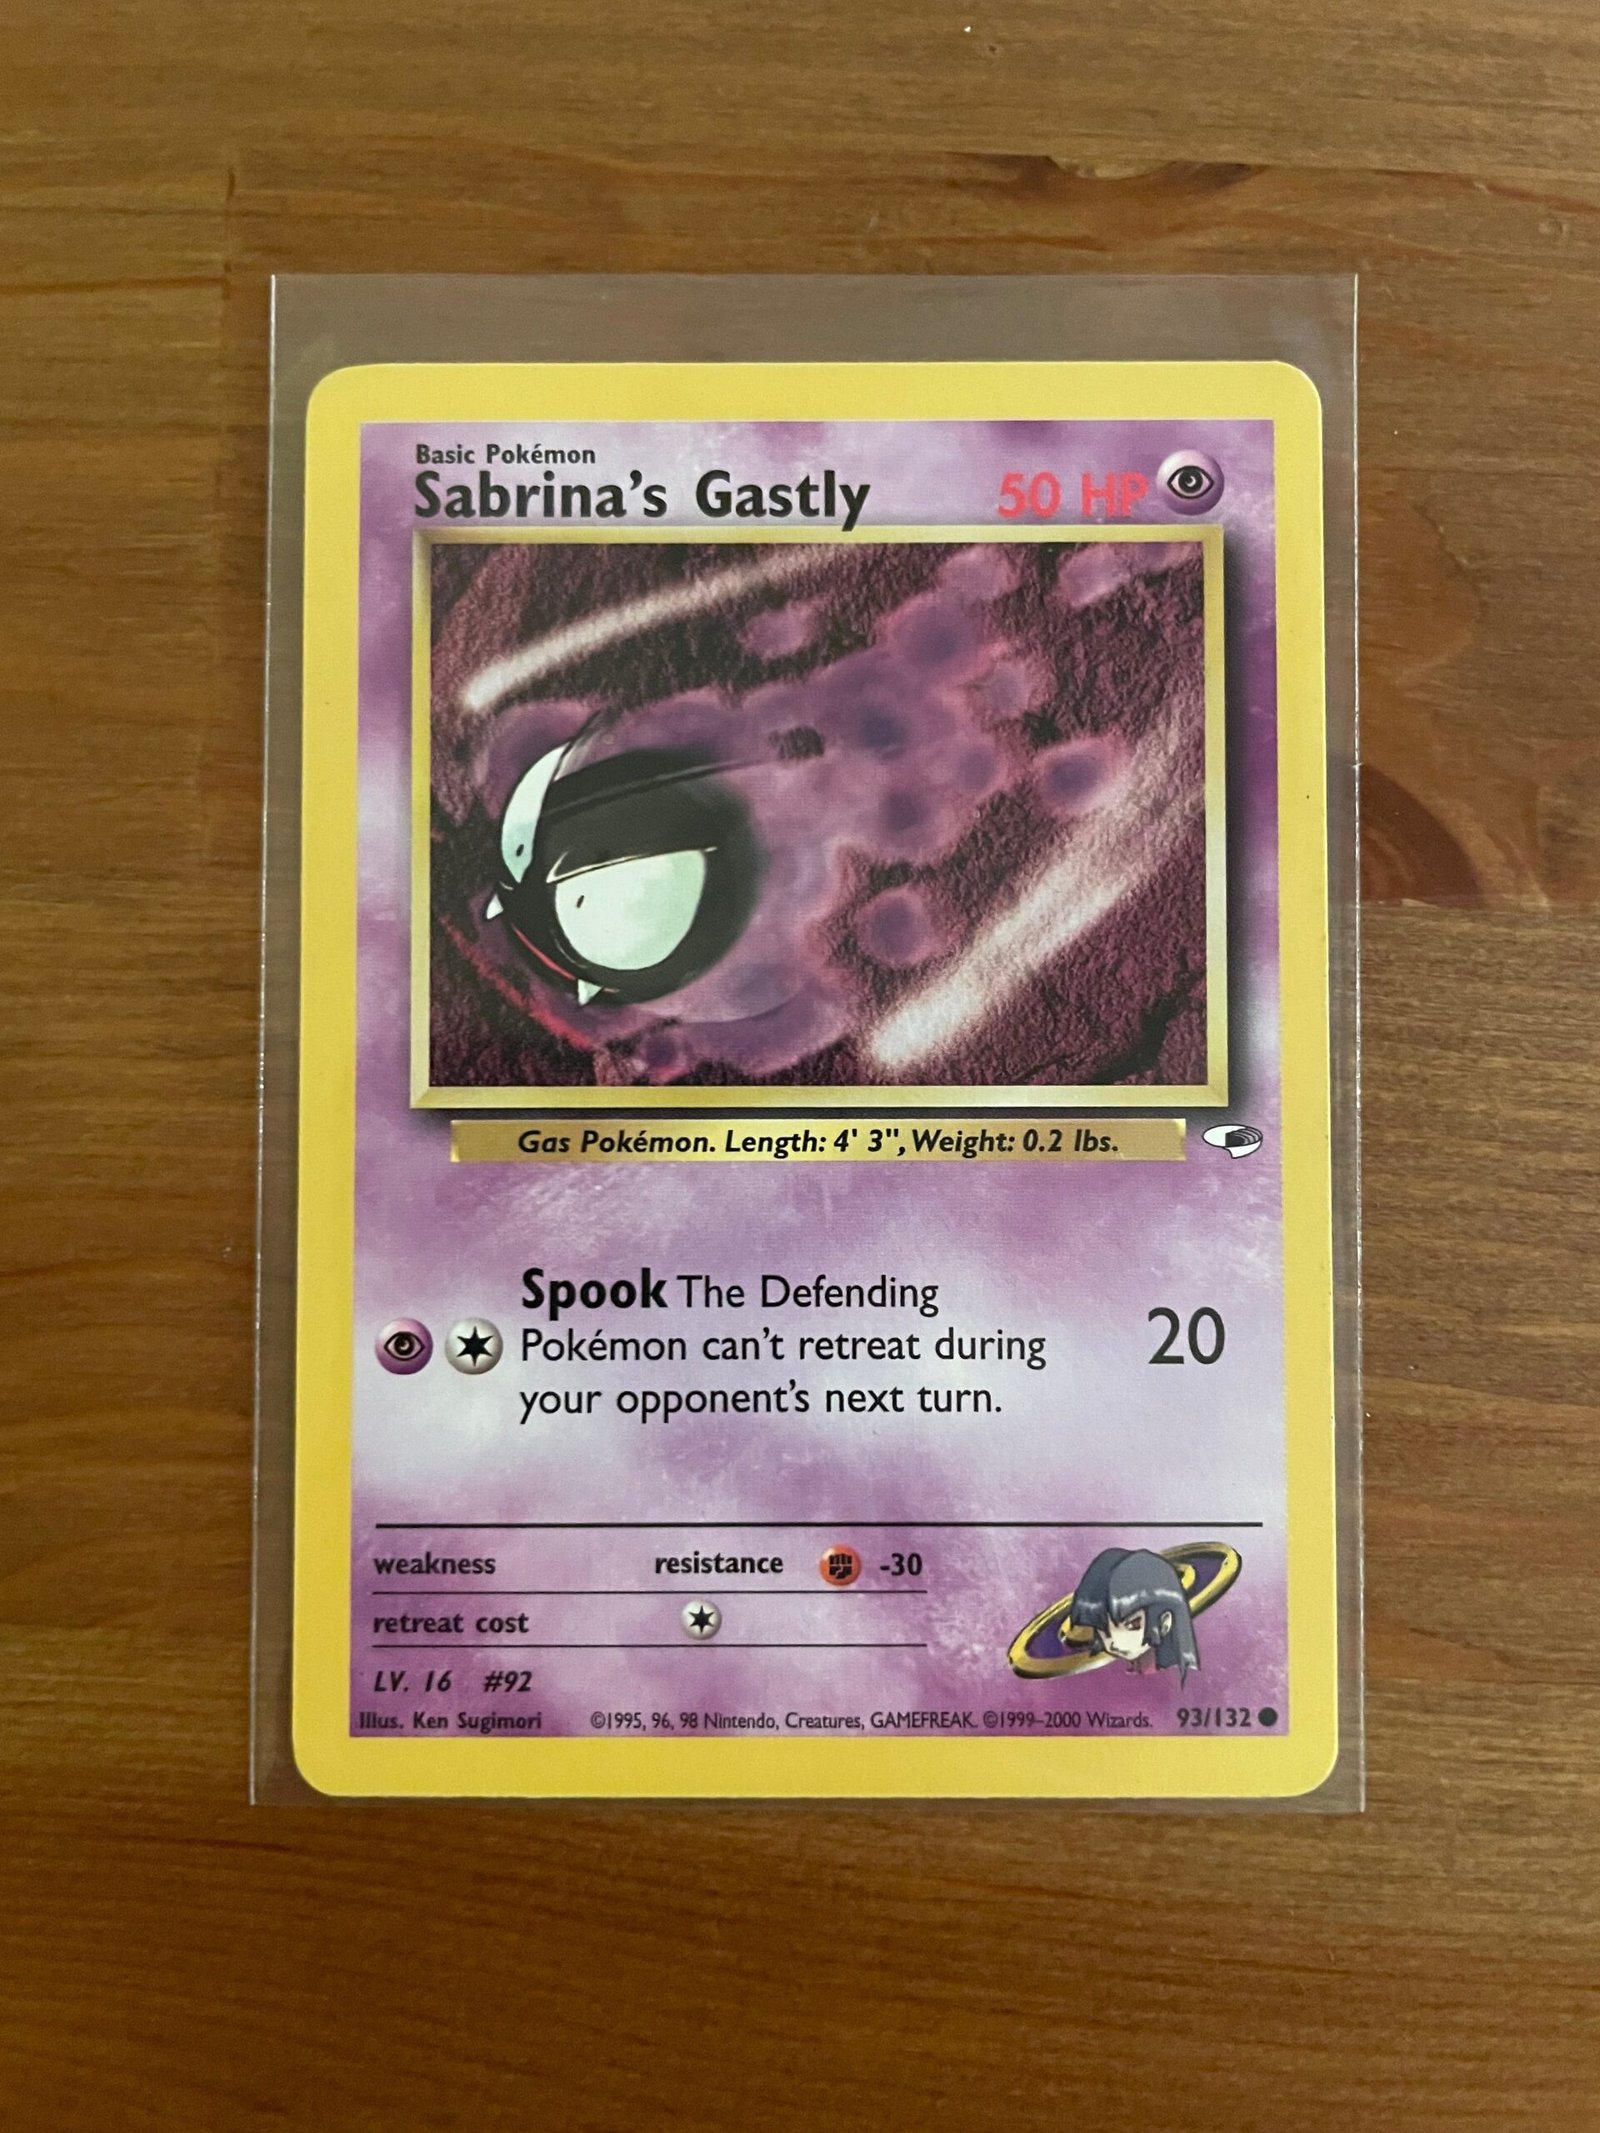 Basic Pokémon
Sabrina's Gastly 50 HP
Gas Pokémon. Length: 4' 3", Weight: 0.2 lbs.
Spook The Defending
Pokémon can't retreat during
your opponent's next turn.
20
weakness resistance -30
retreat cost
LV. 16 #92
Illus. Ken Sugimori ©1995, 96, 98 Nintendo, Creatures, GAMEFREAK. ©1999–2000 Wizards. 93/132